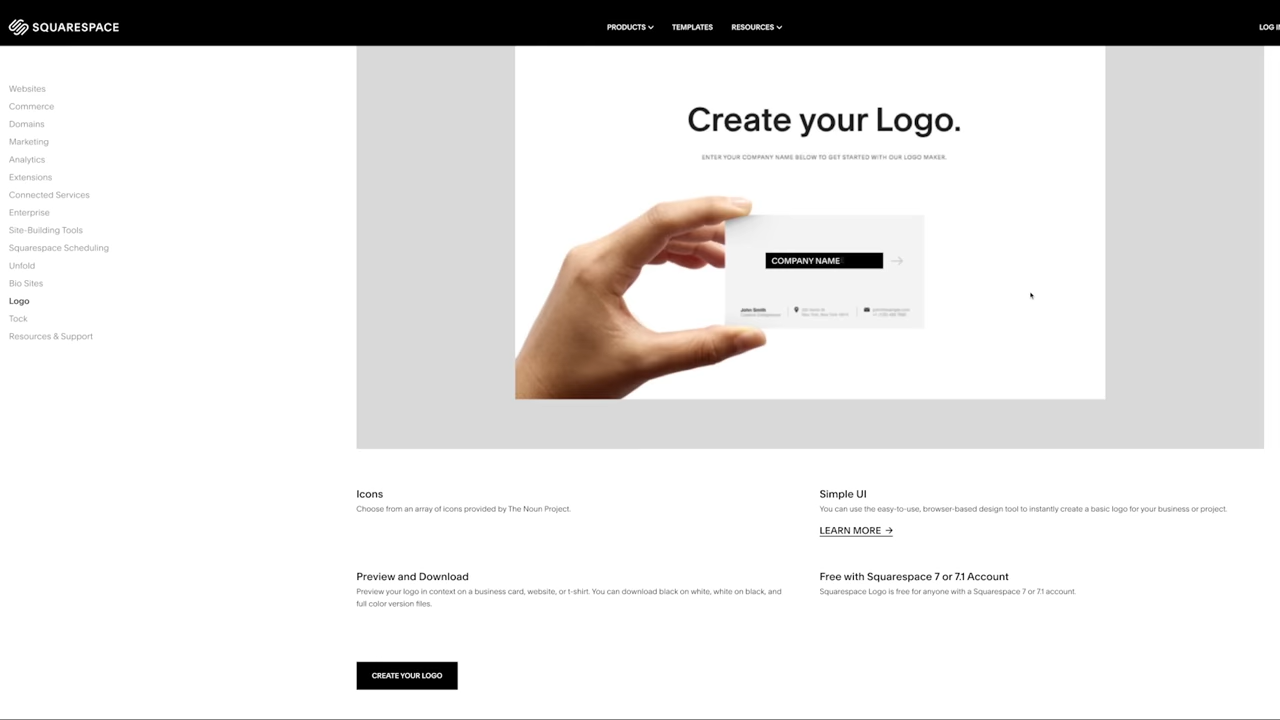 SQUARESPACE
PRODUCTS
TEMPLATES
RESOURCES
LOG IN
Websites
Commerce
Domains
Marketing
Analytics
Extensions
Connected Services
Enterprise
Site-Building Tools
Squarespace Scheduling
Unfold
Bio Sites
Logo
Tock
Resources & Support
Create your Logo.
ENTER YOUR COMPANY NAME BELOW TO GET STARTED WITH OUR LOGO MAKER.
COMPANY NAME
John Smith
Icons
Choose from an array of icons provided by The Noun Project.
Simple UI
You can use the easy-to-use, browser-based design tool to instantly create a basic logo for your business or project.
LEARN MORE →
Preview and Download
Preview your logo in context on a business card, website, or t-shirt. You can download black on white, white on black, and
full color version files.
Free with Squarespace 7 or 7.1 Account
Squarespace Logo is free for anyone with a Squarespace 7 or 7.1 account.
CREATE YOUR LOGO